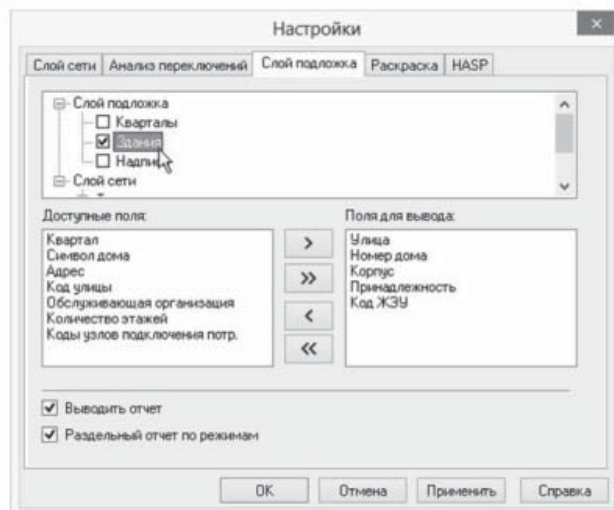 Настройки
Слой сети Анализ переключений Слой подложка Раскраска HASP
Слой подложка
Кварталы
Здания
Слой сети
Доступные поля: Поля для вывода:
Квартал
Символ дома
Адрес
Код улицы
Обслуживающая организация
Количество этажей
Коды узлов подключения потр.
>
>>
<
<<
Улица
Номер дома
Корпус
Принадлежность
Код ЖЭУ
Выводить отчет
Раздельный отчет по режимам
OK Отмена Применить Справка